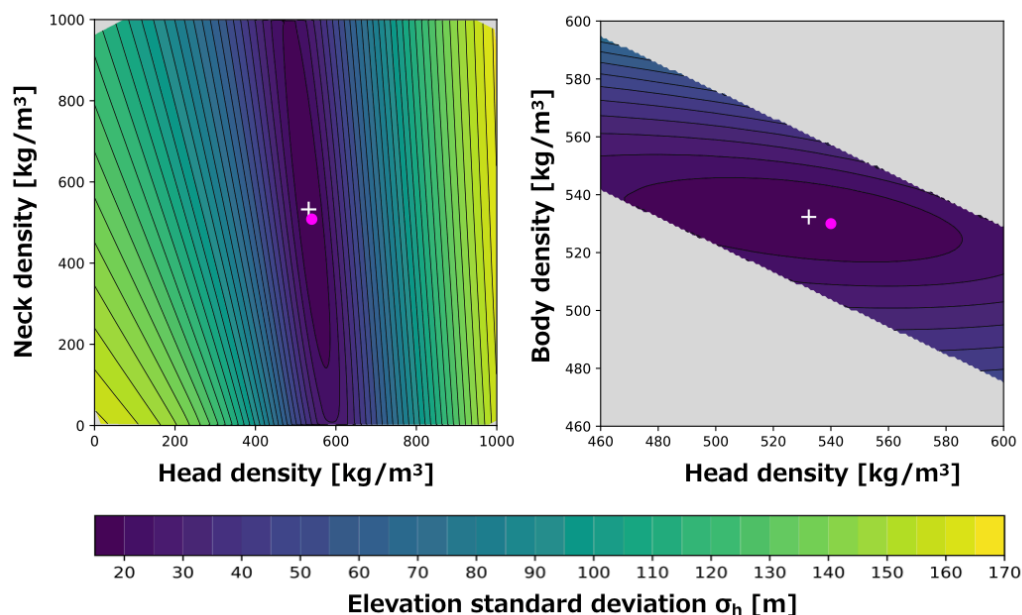 1000
800
600
400
200
0
Neck density [kg/m³]
0 200 400 600 800 1000
Head density [kg/m³]
600
580
560
540
520
500
480
460
Body density [kg/m³]
460 480 500 520 540 560 580 600
Head density [kg/m³]
20 30 40 50 60 70 80 90 100 110 120 130 140 150 160 170
Elevation standard deviation σₕ [m]